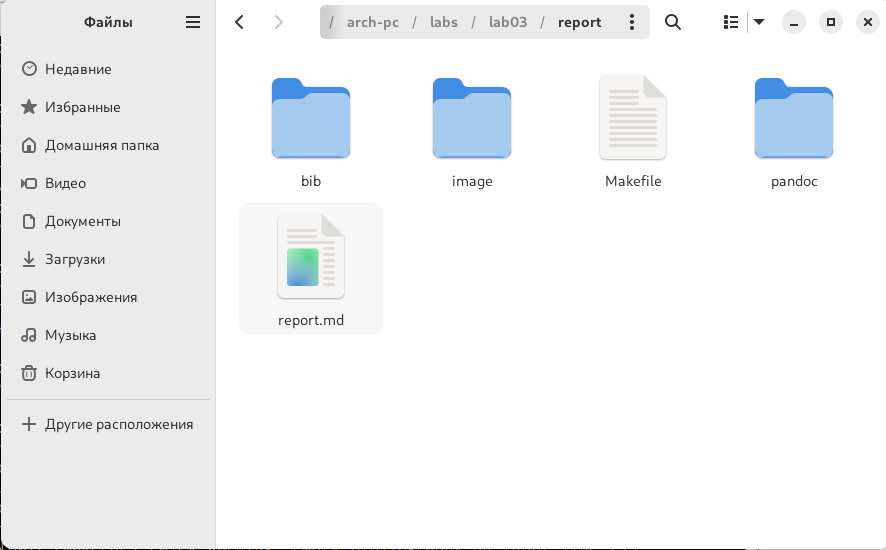 Файлы
/ arch-pc / labs / lab03 / report
Недавние
Избранные
Домашняя папка
Видео
Документы
Загрузки
Изображения
Музыка
Корзина
Другие расположения
bib
image
Makefile
pandoc
report.md